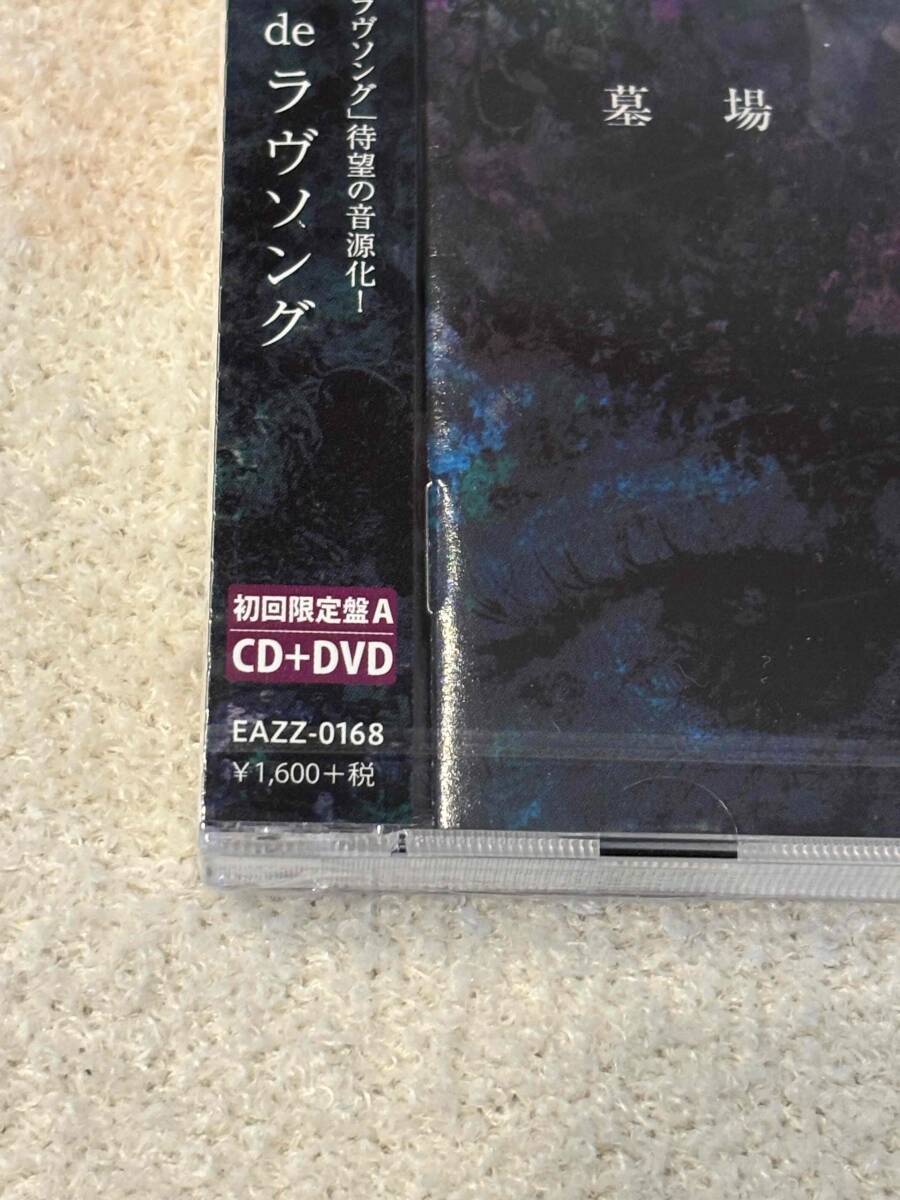 ラヴソング」待望の音源化ー
de ラヴソング
墓 場
初回限定盤A
CD+DVD
EAZZ-0168
￥1,600＋税